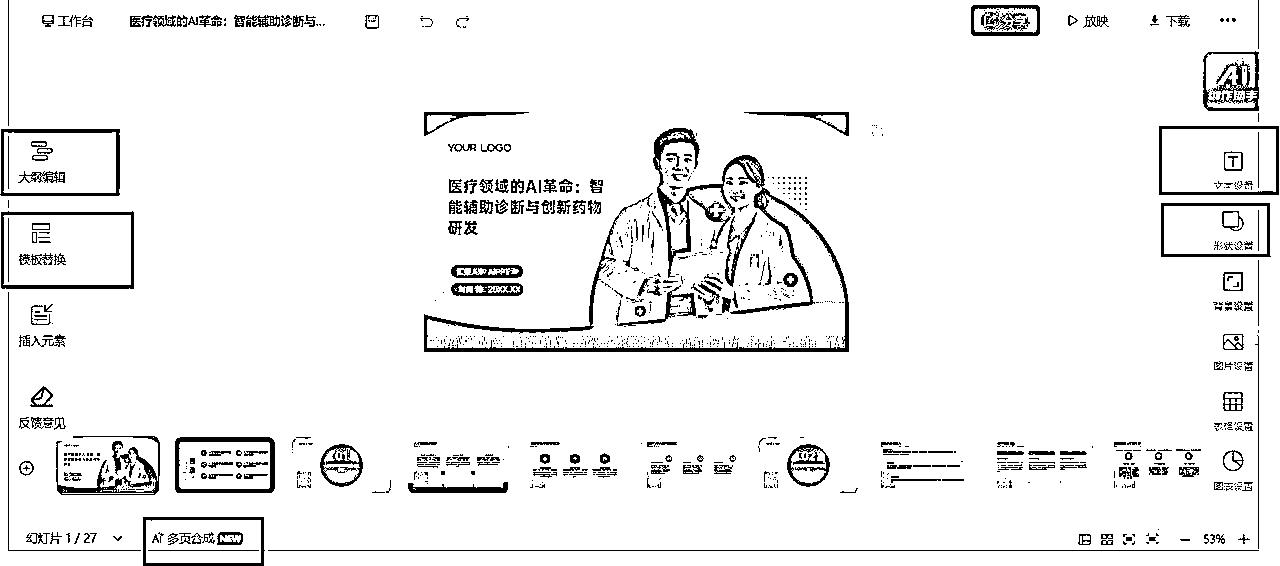 工作台
医疗领域的AI革命：智能辅助诊断与...
分享
放映
下载
大纲编辑
模板替换
插入元素
反馈意见
YOUR LOGO
医疗领域的AI革命：智
能辅助诊断与创新药物
研发
文本设置
形状设置
背景设置
图片设置
表格设置
图表设置
幻灯片 1 / 27
AI 多页合成 NEW
53%